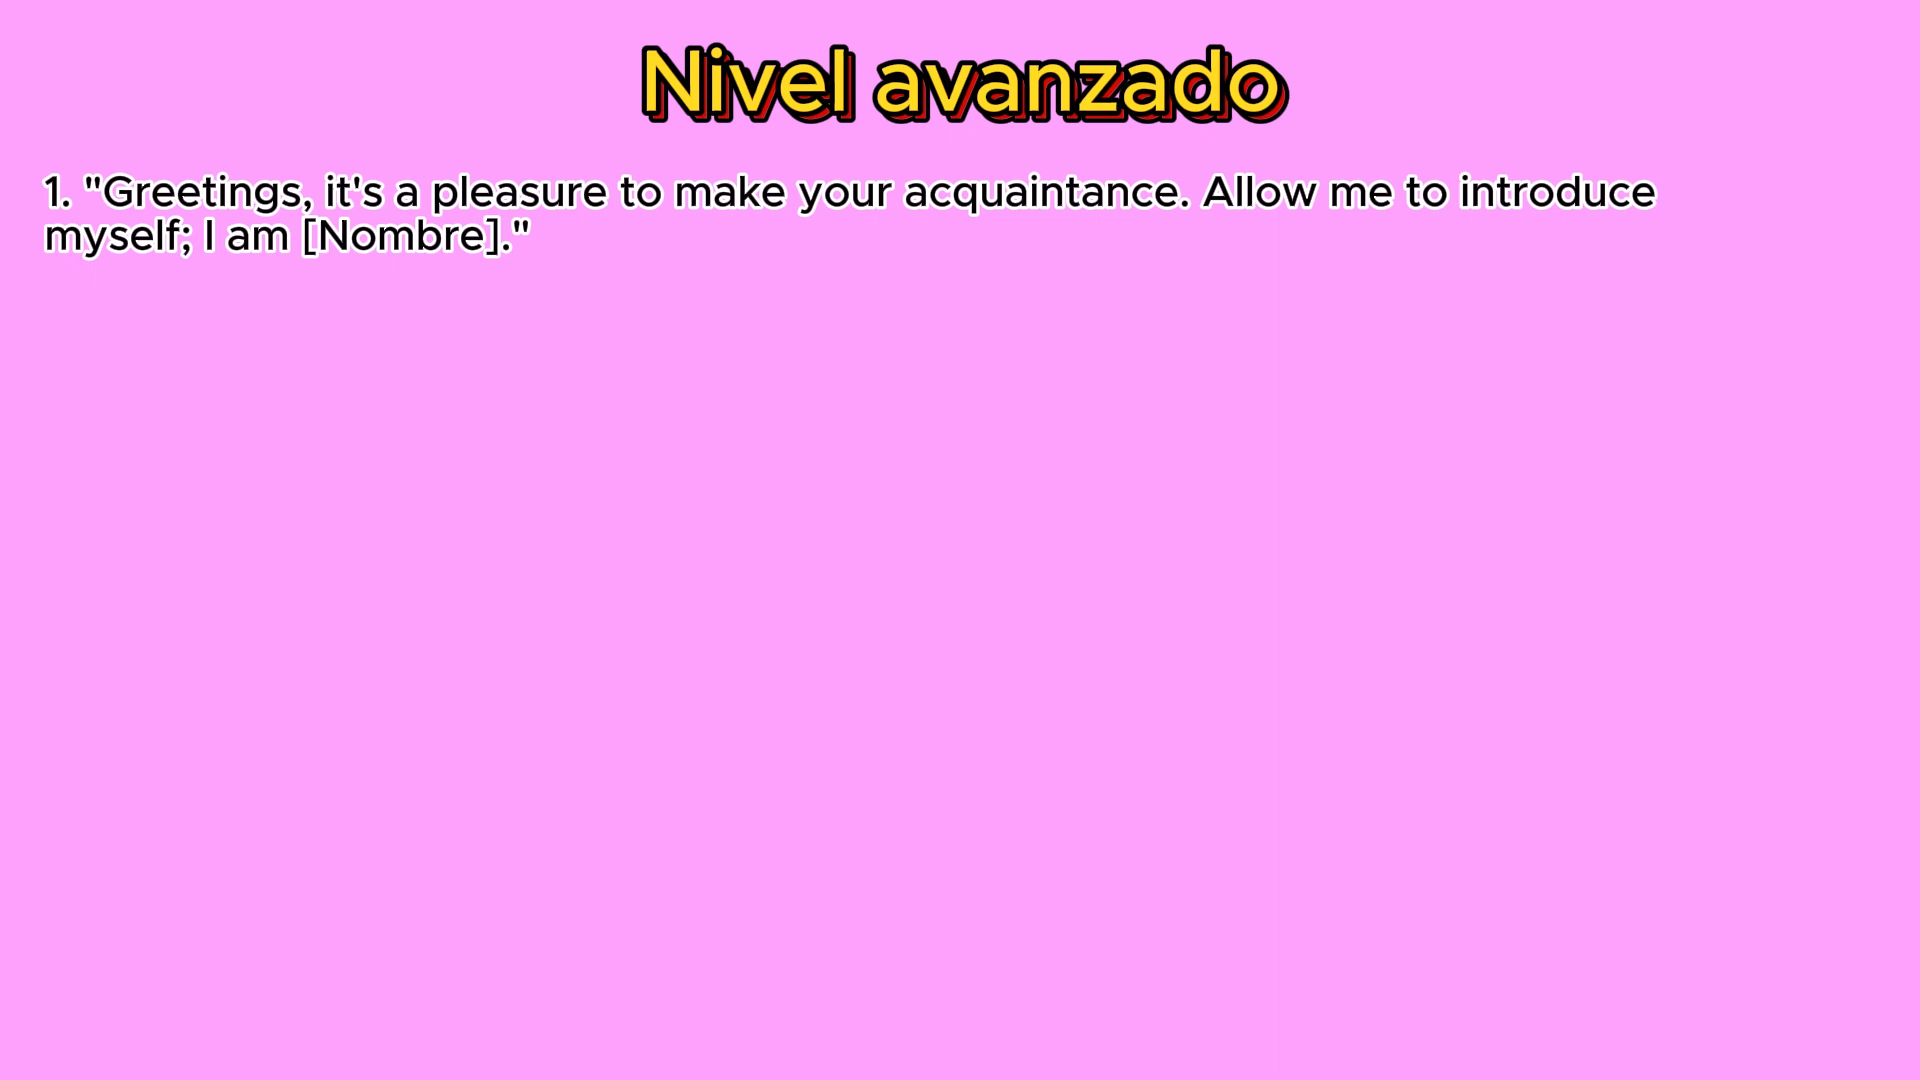 Nivel avanzado
1. "Greetings, it's a pleasure to make your acquaintance. Allow me to introduce
myself; I am [Nombre]."